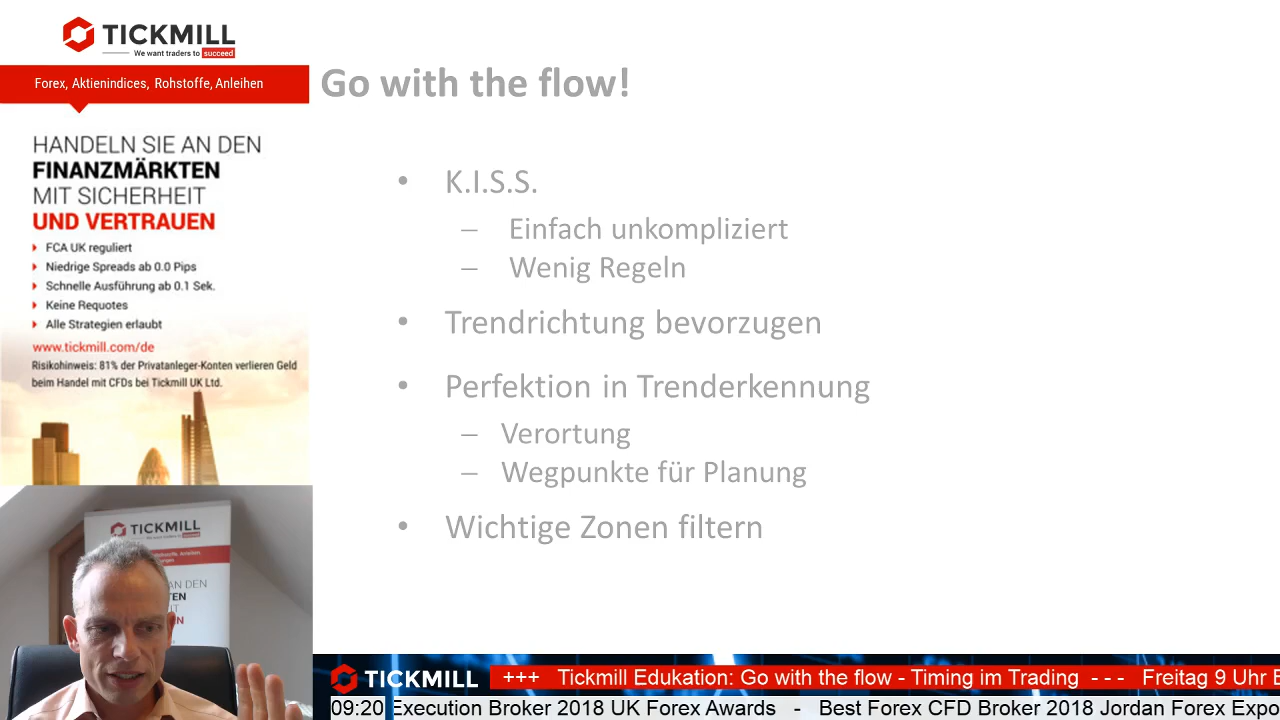 TICKMILL
We want traders to succeed
Forex, Aktienindices, Rohstoffe, Anleihen
HANDELN SIE AN DEN
FINANZMÄRKTEN
MIT SICHERHEIT
UND VERTRAUEN
FCA UK reguliert
Niedrige Spreads ab 0.0 Pips
Schnelle Ausführung ab 0.1 Sek.
Keine Requotes
Alle Strategien erlaubt
www.tickmill.com/de
Risikohinweis: 81% der Privatanleger-Konten verlieren Geld
beim Handel mit CFDs bei Tickmill UK Ltd.
Go with the flow!
• K.I.S.S.
– Einfach unkompliziert
– Wenig Regeln
• Trendrichtung bevorzugen
• Perfektion in Trenderkennung
– Verortung
– Wegpunkte für Planung
• Wichtige Zonen filtern
TICKMILL
AN DEN
TICKMILL +++ Tickmill Edukation: Go with the flow - Timing im Trading - - - Freitag 9 Uhr
09:20 Execution Broker 2018 UK Forex Awards - Best Forex CFD Broker 2018 Jordan Forex Expo